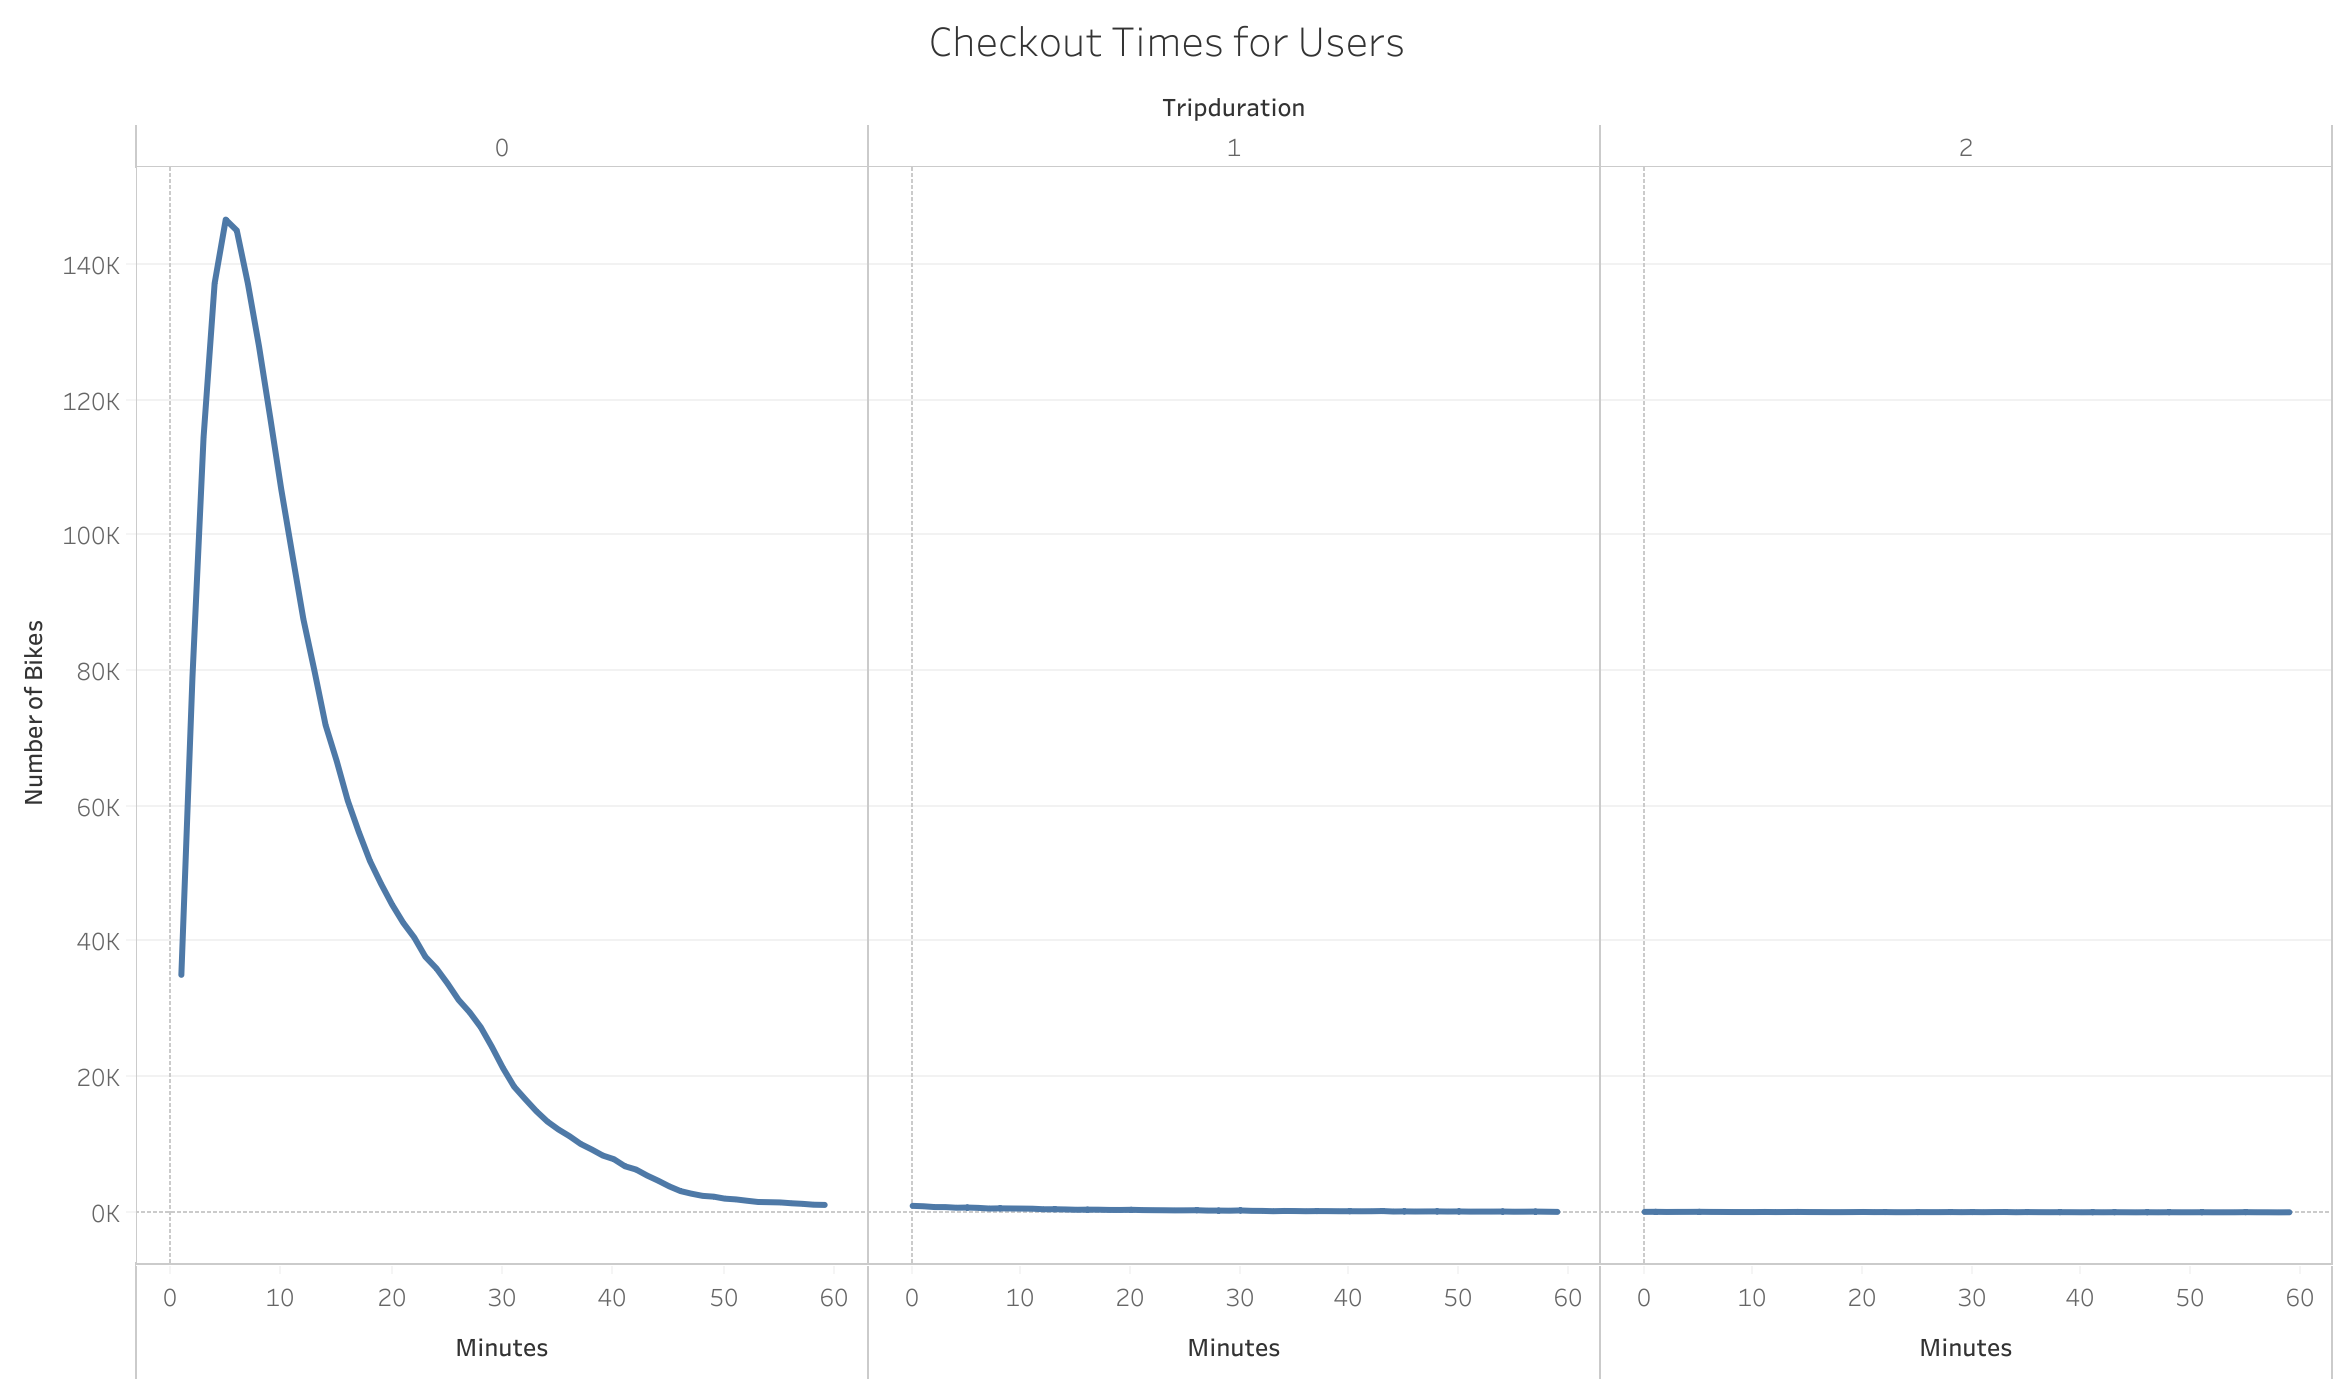 Checkout Times for Users
Tripduration
0 1 2
140K
120K
100K
80K
60K
40K
20K
0K
Number of Bikes
0 10 20 30 40 50 60 0 10 20 30 40 50 60 0 10 20 30 40 50 60
Minutes Minutes Minutes